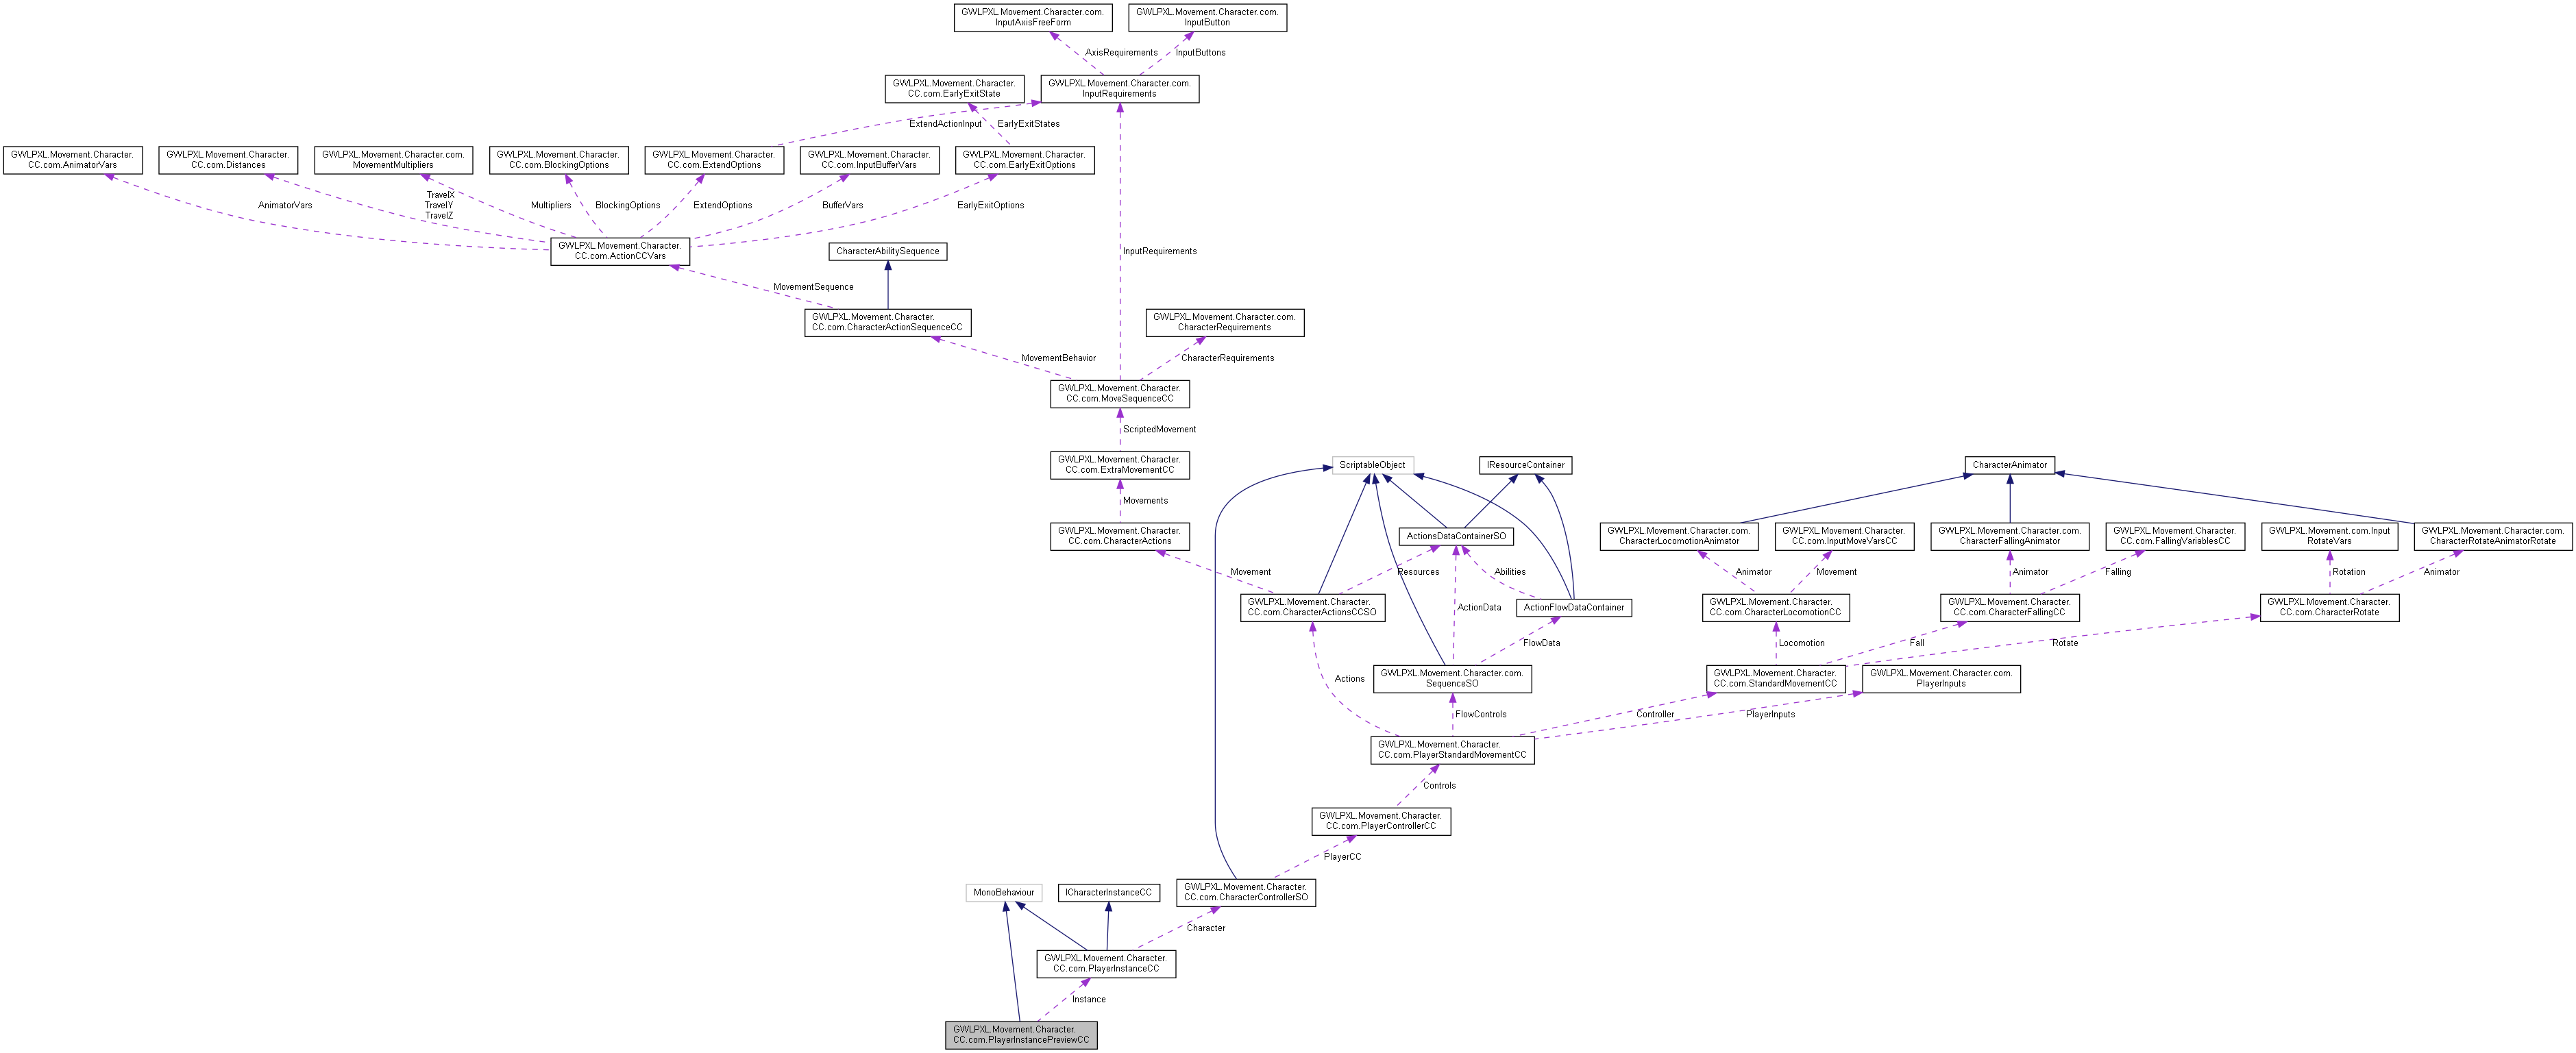 GWLPXL.Movement.Character.com.
InputAxisFreeForm
GWLPXL.Movement.Character.com.
InputButton
AxisRequirements
InputButtons
GWLPXL.Movement.Character.
CC.com.EarlyExitState
GWLPXL.Movement.Character.com.
InputRequirements
ExtendActionInput
EarlyExitStates
GWLPXL.Movement.Character.
CC.com.AnimatorVars
GWLPXL.Movement.Character.
CC.com.Distances
GWLPXL.Movement.Character.com.
MovementMultipliers
GWLPXL.Movement.Character.
CC.com.BlockingOptions
GWLPXL.Movement.Character.
CC.com.ExtendOptions
GWLPXL.Movement.Character.
CC.com.InputBufferVars
GWLPXL.Movement.Character.
CC.com.EarlyExitOptions
AnimatorVars
TravelX
TravelY
TravelZ
Multipliers
BlockingOptions
ExtendOptions
BufferVars
EarlyExitOptions
GWLPXL.Movement.Character.
CC.com.ActionCCVars
CharacterAbilitySequence
InputRequirements
MovementSequence
GWLPXL.Movement.Character.
CC.com.CharacterActionSequenceCC
GWLPXL.Movement.Character.com.
CharacterRequirements
MovementBehavior
CharacterRequirements
GWLPXL.Movement.Character.
CC.com.MoveSequenceCC
ScriptedMovement
GWLPXL.Movement.Character.
CC.com.ExtraMovementCC
ScriptableObject
IResourceContainer
CharacterAnimator
Movements
GWLPXL.Movement.Character.
CC.com.CharacterActions
ActionsDataContainerSO
GWLPXL.Movement.Character.com.
CharacterLocomotionAnimator
GWLPXL.Movement.Character.
CC.com.InputMoveVarsCC
GWLPXL.Movement.Character.com.
CharacterFallingAnimator
GWLPXL.Movement.Character.
CC.com.FallingVariablesCC
GWLPXL.Movement.com.Input
RotateVars
GWLPXL.Movement.Character.com.
CharacterRotateAnimatorRotate
Movement
Resources
Abilities
Animator
Movement
Animator
Falling
Rotation
Animator
GWLPXL.Movement.Character.
CC.com.CharacterActionsCCSO
ActionData
ActionFlowDataContainer
GWLPXL.Movement.Character.
CC.com.CharacterLocomotionCC
GWLPXL.Movement.Character.
CC.com.CharacterFallingCC
GWLPXL.Movement.Character.
CC.com.CharacterRotate
FlowData
Locomotion
Fall
Rotate
Actions
GWLPXL.Movement.Character.com.
SequenceSO
GWLPXL.Movement.Character.
CC.com.StandardMovementCC
GWLPXL.Movement.Character.com.
PlayerInputs
FlowControls
Controller
PlayerInputs
GWLPXL.Movement.Character.
CC.com.PlayerStandardMovementCC
Controls
GWLPXL.Movement.Character.
CC.com.PlayerControllerCC
PlayerCC
MonoBehaviour
ICharacterInstanceCC
GWLPXL.Movement.Character.
CC.com.CharacterControllerSO
Character
GWLPXL.Movement.Character.
CC.com.PlayerInstanceCC
Instance
GWLPXL.Movement.Character.
CC.com.PlayerInstancePreviewCC